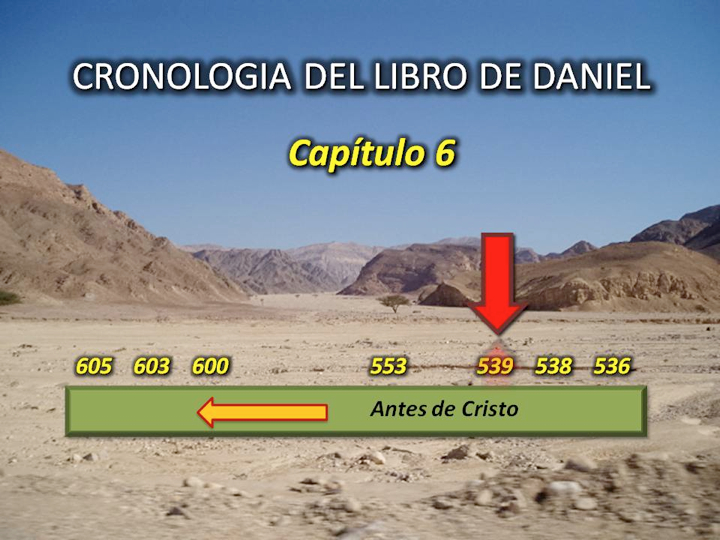 CRONOLOGIA DEL LIBRO DE DANIEL
Capítulo 6
605 603 600 553 539 538 536
Antes de Cristo